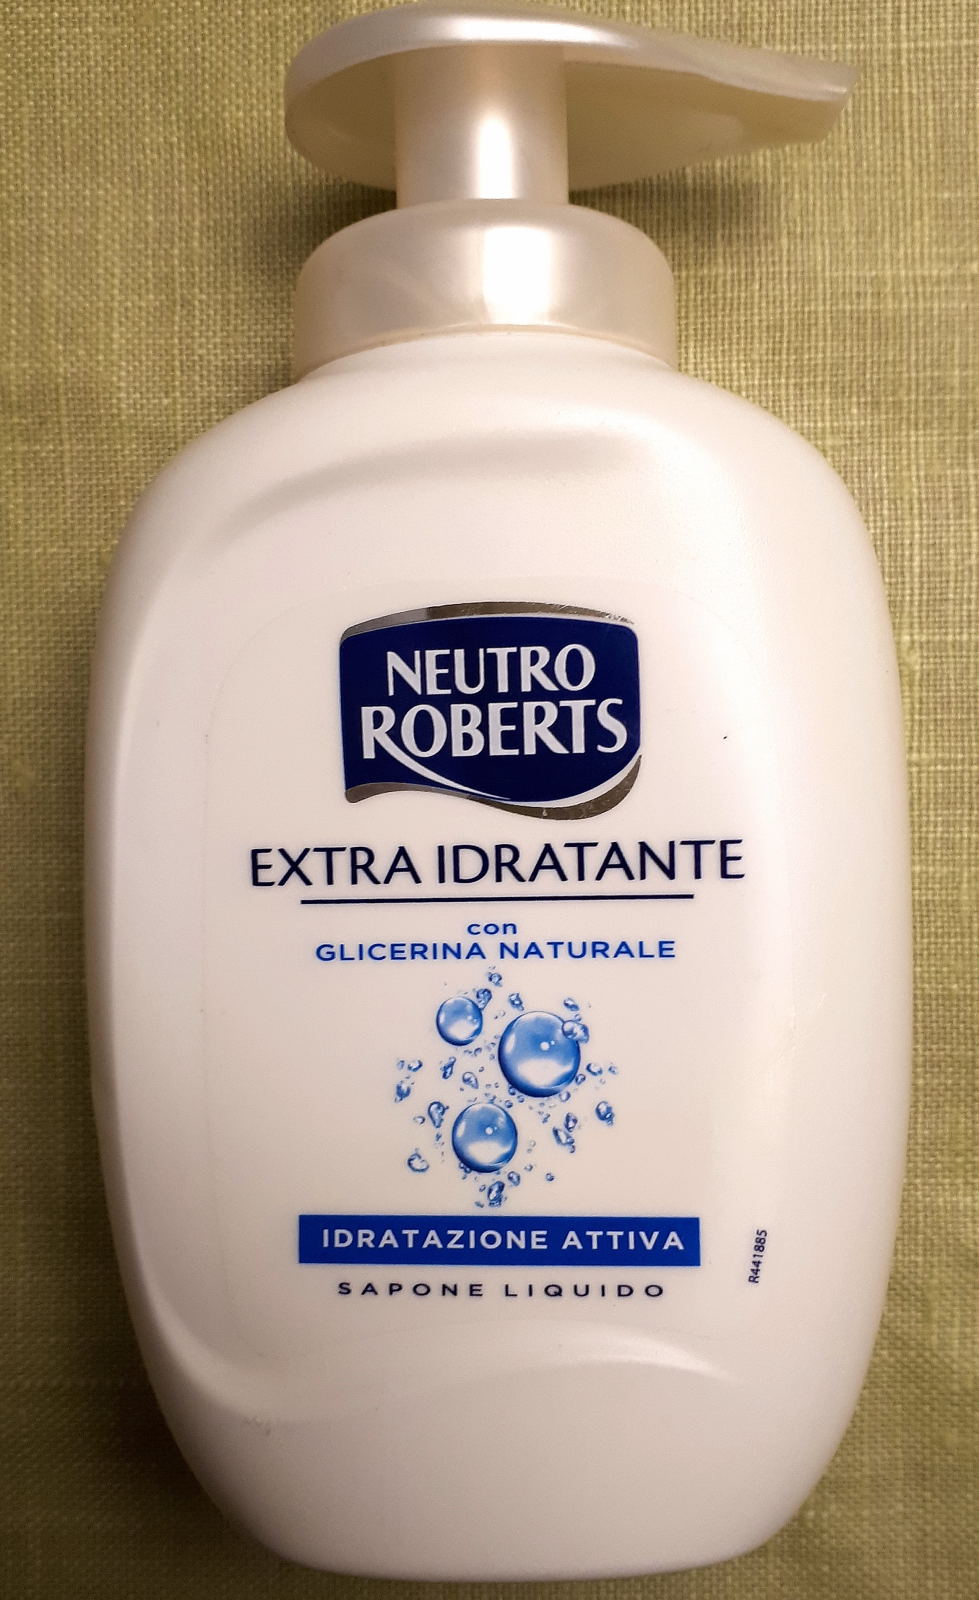 NEUTRO
ROBERTS
EXTRA IDRATANTE
con
GLICERINA NATURALE
IDRATAZIONE ATTIVA
SAPONE LIQUIDO
R441885